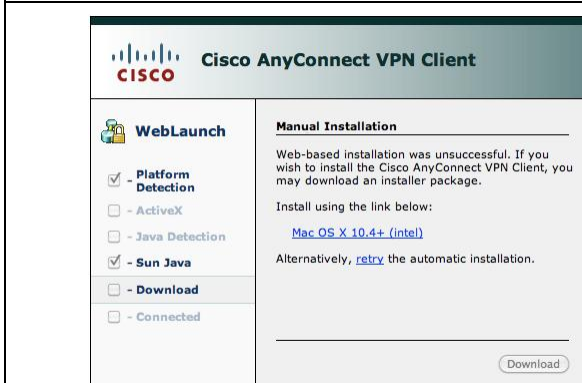 CISCO
Cisco AnyConnect VPN Client
WebLaunch
- Platform
Detection
- ActiveX
- Java Detection
- Sun Java
- Download
- Connected
Manual Installation
Web-based installation was unsuccessful. If you
wish to install the Cisco AnyConnect VPN Client, you
may download an installer package.
Install using the link below:
Mac OS X 10.4+ (intel)
Alternatively, retry the automatic installation.
Download